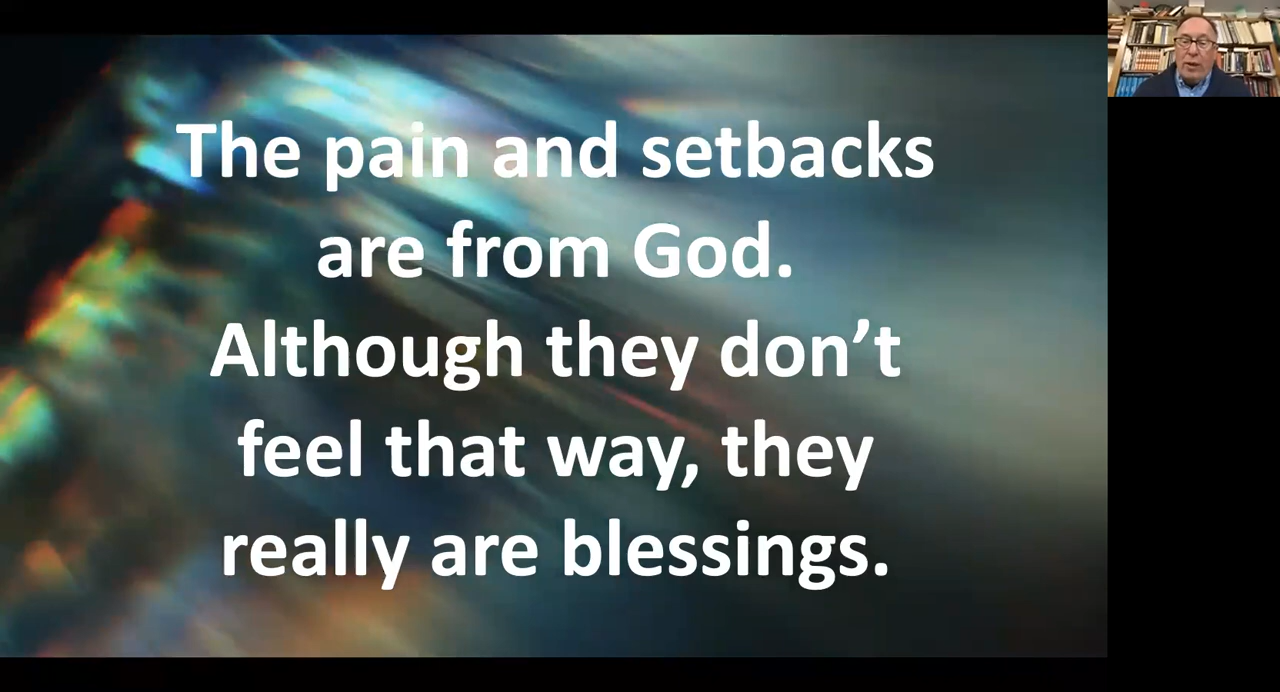 The pain and setbacks
are from God.
Although they don’t
feel that way, they
really are blessings.